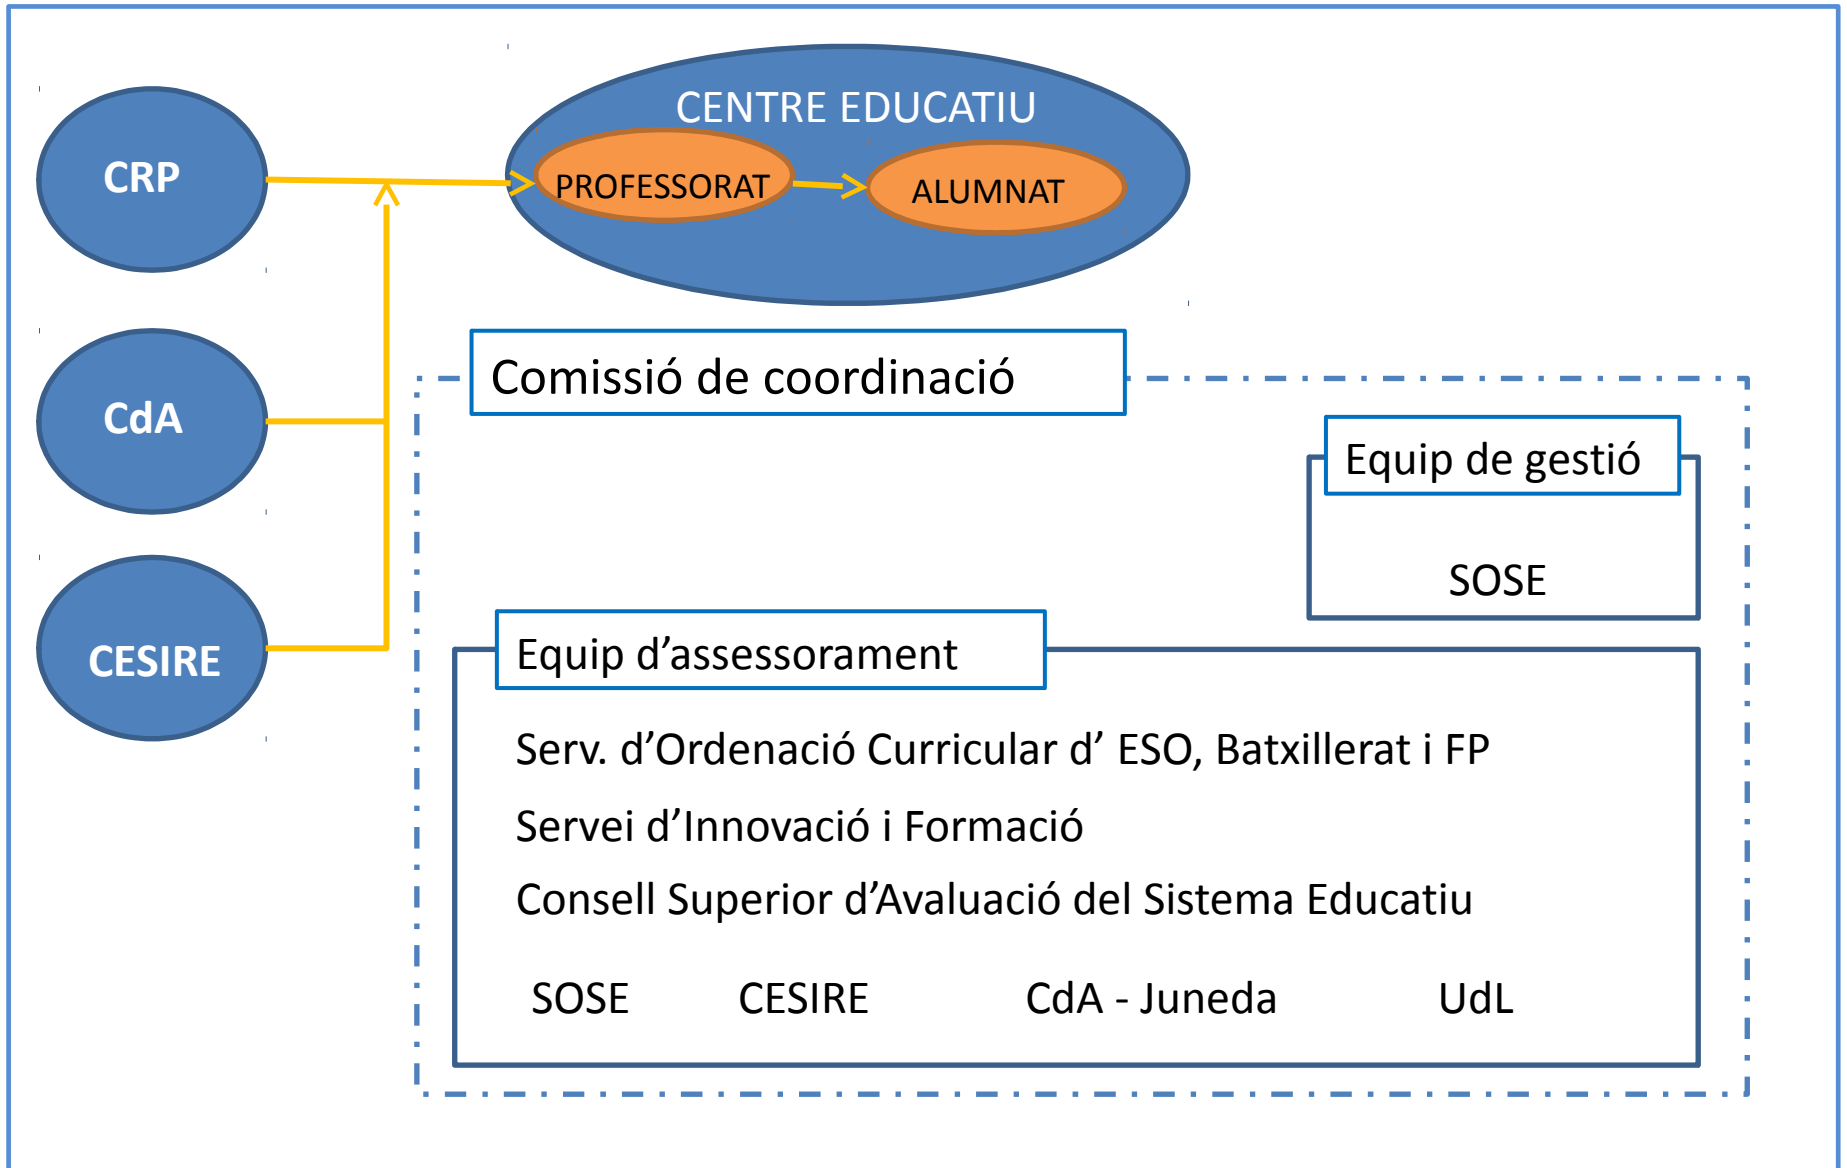 CENTRE EDUCATIU
CRP
PROFESSORAT
ALUMNAT
Comissió de coordinació
CdA
Equip de gestió
SOSE
CESIRE
Equip d’assessorament
Serv. d’Ordenació Curricular d’ ESO, Batxillerat i FP
Servei d’Innovació i Formació
Consell Superior d’Avaluació del Sistema Educatiu
SOSE CESIRE CdA - Juneda UdL